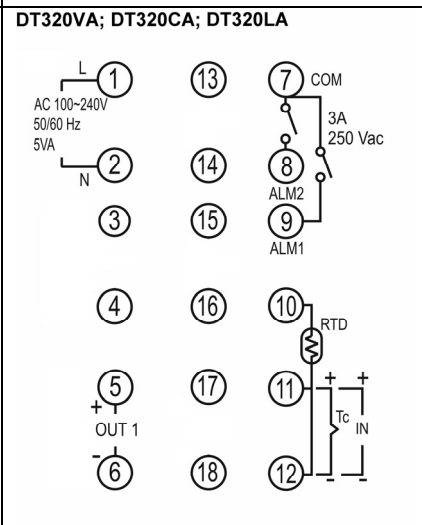 DT320VA; DT320CA; DT320LA
L 1 13 7 COM
AC 100~240V
50/60 Hz
5VA
3A
250 Vac
N 2 14 8
ALM2
3 15 9
ALM1
4 16 10
RTD
5 17 11 + +
+
OUT 1
Tc IN
-
6 18 12 - -